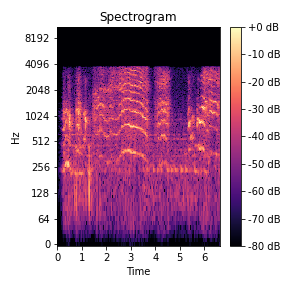 Spectrogram
8192
4096
2048
1024
512
256
128
64
0
Hz
0 1 2 3 4 5 6
Time
+0 dB
-10 dB
-20 dB
-30 dB
-40 dB
-50 dB
-60 dB
-70 dB
-80 dB